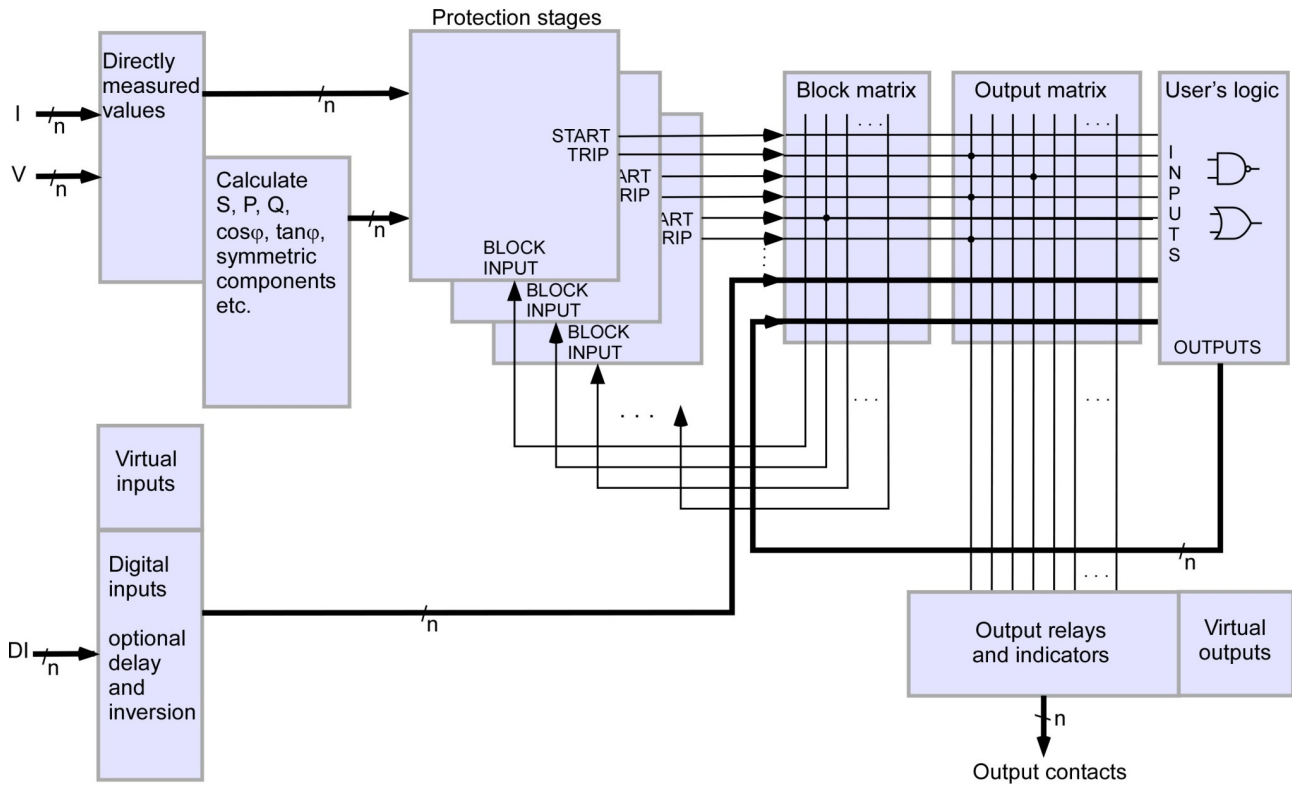 Protection stages
Directly
measured
values
I
n
V
n
n
Calculate
S, P, Q,
cosφ, tanφ,
symmetric
components
etc.
n
START
TRIP
ART
RIP
ART
RIP
BLOCK
INPUT
BLOCK
INPUT
BLOCK
INPUT
. . .
Block matrix
. . .
. . .
Output matrix
. . .
. . .
. . .
User's logic
I
N
P
U
T
S
OUTPUTS
n
Virtual
inputs
Digital
inputs
optional
delay
and
inversion
DI
n
n
Output relays
and indicators
Virtual
outputs
n
Output contacts